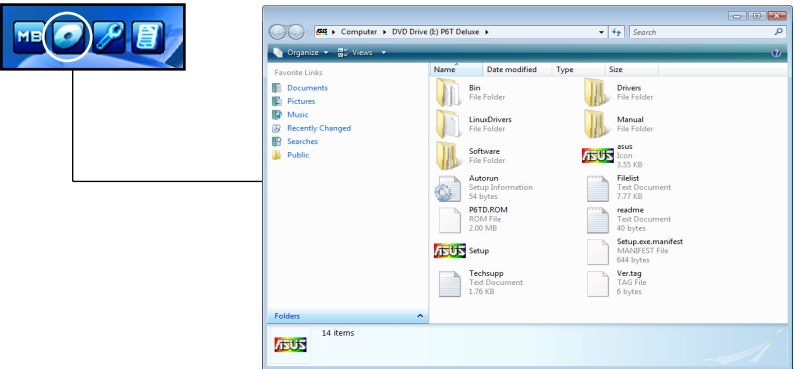 MB
Computer ▸ DVD Drive (I:) P6T Deluxe ▸
Search
Organize
Views
Favorite Links
Documents
Pictures
Music
Recently Changed
Searches
Public
Folders
Name Date modified Type Size
Bin
File Folder
Drivers
File Folder
LinuxDrivers
File Folder
Manual
File Folder
Software
File Folder
ASUS
asus
Icon
3.55 KB
Autorun
Setup Information
54 bytes
Filelist
Text Document
7.77 KB
P6TD.ROM
ROM File
2.00 MB
readme
Text Document
40 bytes
ASUS
Setup
Setup.exe.manifest
MANIFEST File
644 bytes
Techsupp
Text Document
1.76 KB
Ver.tag
TAG File
6 bytes
ASUS
14 items